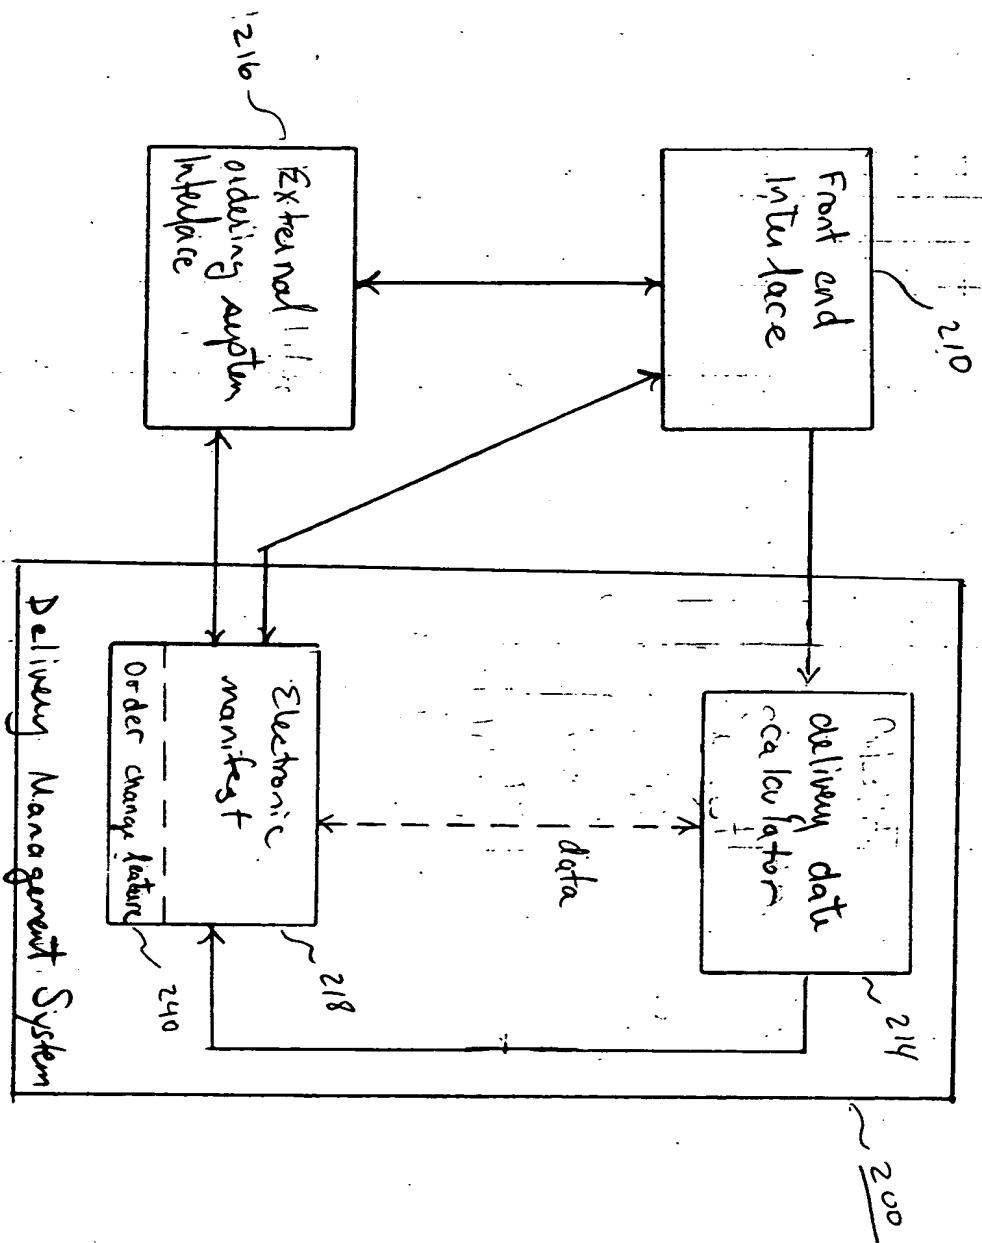 200
210
Front end
Interface
214
delivery date
calculator
data
216
External
ordering system
Interface
218
Electronic
manifest
Order change feature
240
Delivery Management System